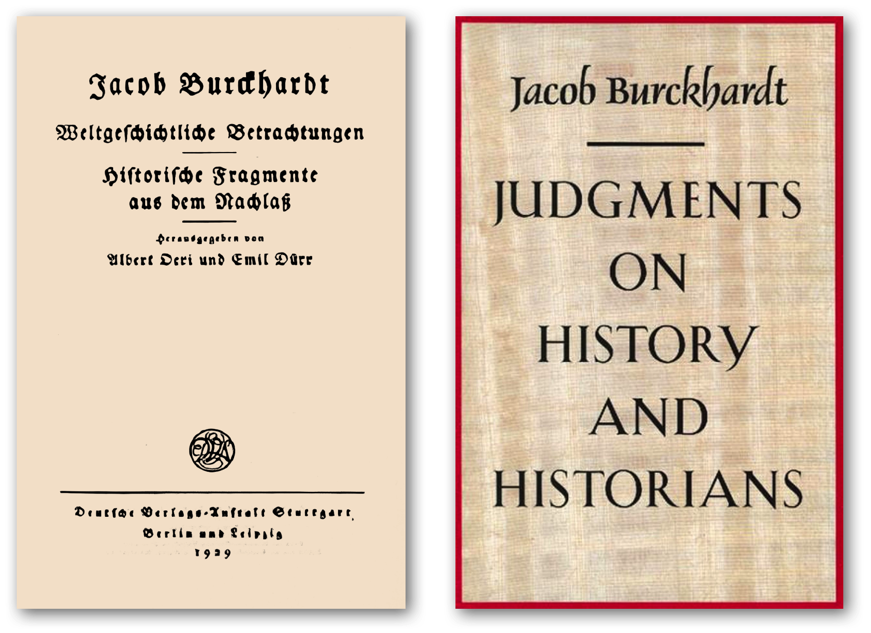 Jacob Burckhardt
Weltgeschichtliche Betrachtungen
Historische Fragmente
aus dem Nachlaß
Herausgegeben von
Albert Oeri und Emil Dürr
Deutsche Verlags-Anstalt Stuttgart,
Berlin und Leipzig
1929
Jacob Burckhardt
JUDGMENTS
ON
HISTORY
AND
HISTORIANS